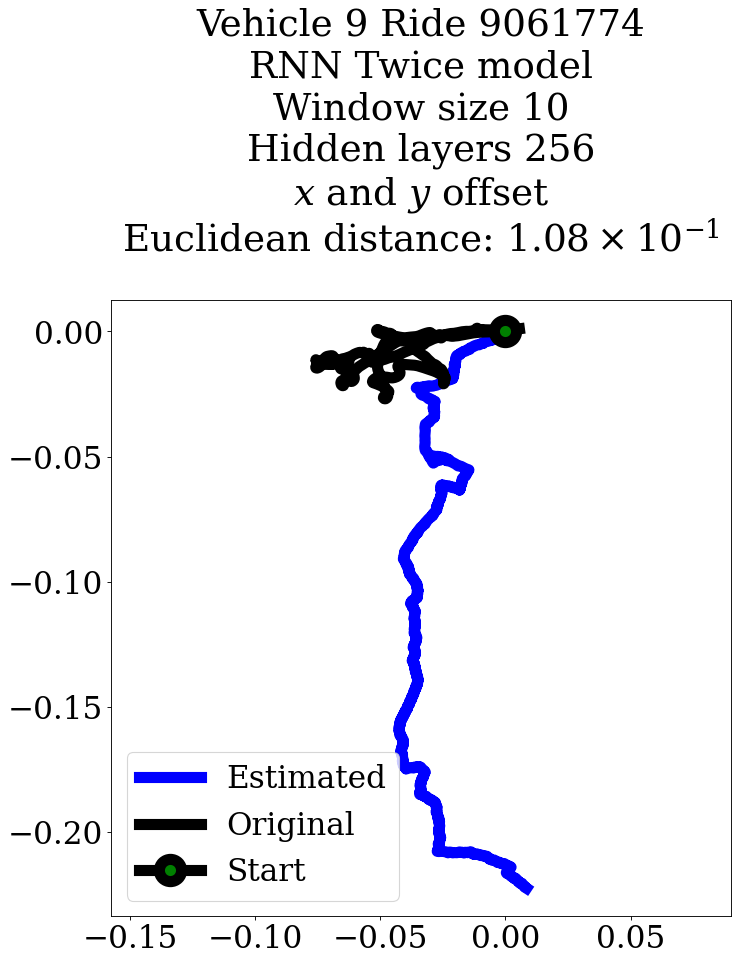 Vehicle 9 Ride 9061774
RNN Twice model
Window size 10
Hidden layers 256
x and y offset
Euclidean distance: 1.08 × 10⁻¹
0.00
−0.05
−0.10
−0.15
−0.20
Estimated
Original
Start
−0.15 −0.10 −0.05 0.00 0.05